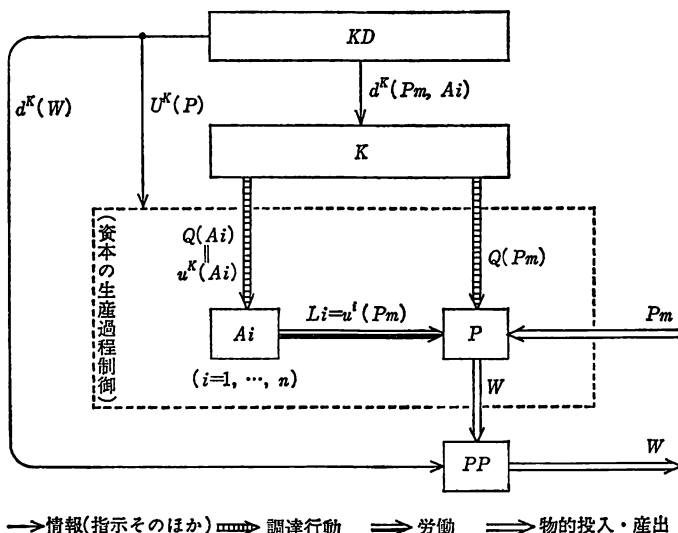 KD
d^K(W)
U^K(P)
d^K(Pm, Ai)
K
(資本の生産過程制御)
Q(Ai)
‖
u^K(Ai)
Q(Pm)
Ai
Li=u^i(Pm)
P
Pm
(i=1, …, n)
W
PP
W
→情報(指示そのほか) ⇒調達行動 ⇒労働 ⇒物的投入・産出